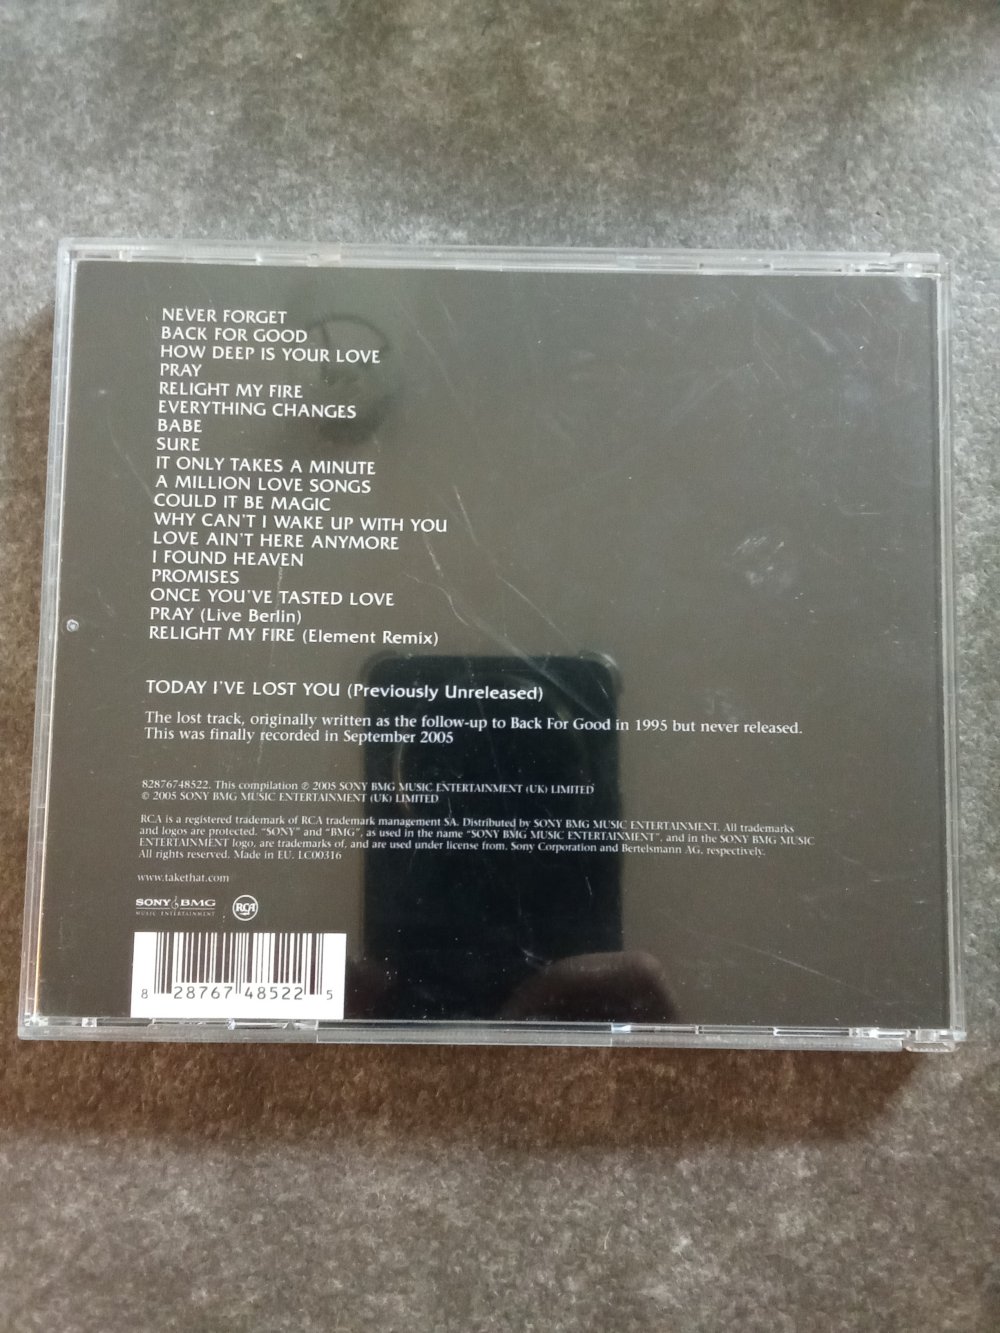 NEVER FORGET
BACK FOR GOOD
HOW DEEP IS YOUR LOVE
PRAY
RELIGHT MY FIRE
EVERYTHING CHANGES
BABE
SURE
IT ONLY TAKES A MINUTE
A MILLION LOVE SONGS
COULD IT BE MAGIC
WHY CAN'T I WAKE UP WITH YOU
LOVE AIN'T HERE ANYMORE
I FOUND HEAVEN
PROMISES
ONCE YOU'VE TASTED LOVE
PRAY (Live Berlin)
RELIGHT MY FIRE (Element Remix)
TODAY I'VE LOST YOU (Previously Unreleased)
The lost track, originally written as the follow-up to Back For Good in 1995 but never released.
This was finally recorded in September 2005
82876748522. This compilation ℗ 2005 SONY BMG MUSIC ENTERTAINMENT (UK) LIMITED
© 2005 SONY BMG MUSIC ENTERTAINMENT (UK) LIMITED
RCA is a registered trademark of RCA trademark management SA. Distributed by SONY BMG MUSIC ENTERTAINMENT. All trademarks
and logos are protected. "SONY" and "BMG", as used in the name "SONY BMG MUSIC ENTERTAINMENT", and in the SONY BMG MUSIC
ENTERTAINMENT logo, are trademarks of, and are used under license from, Sony Corporation and Bertelsmann AG, respectively.
All rights reserved. Made in EU. LC00316
www.takethat.com
SONY BMG RCA
MUSIC ENTERTAINMENT
8 28767 48522 5